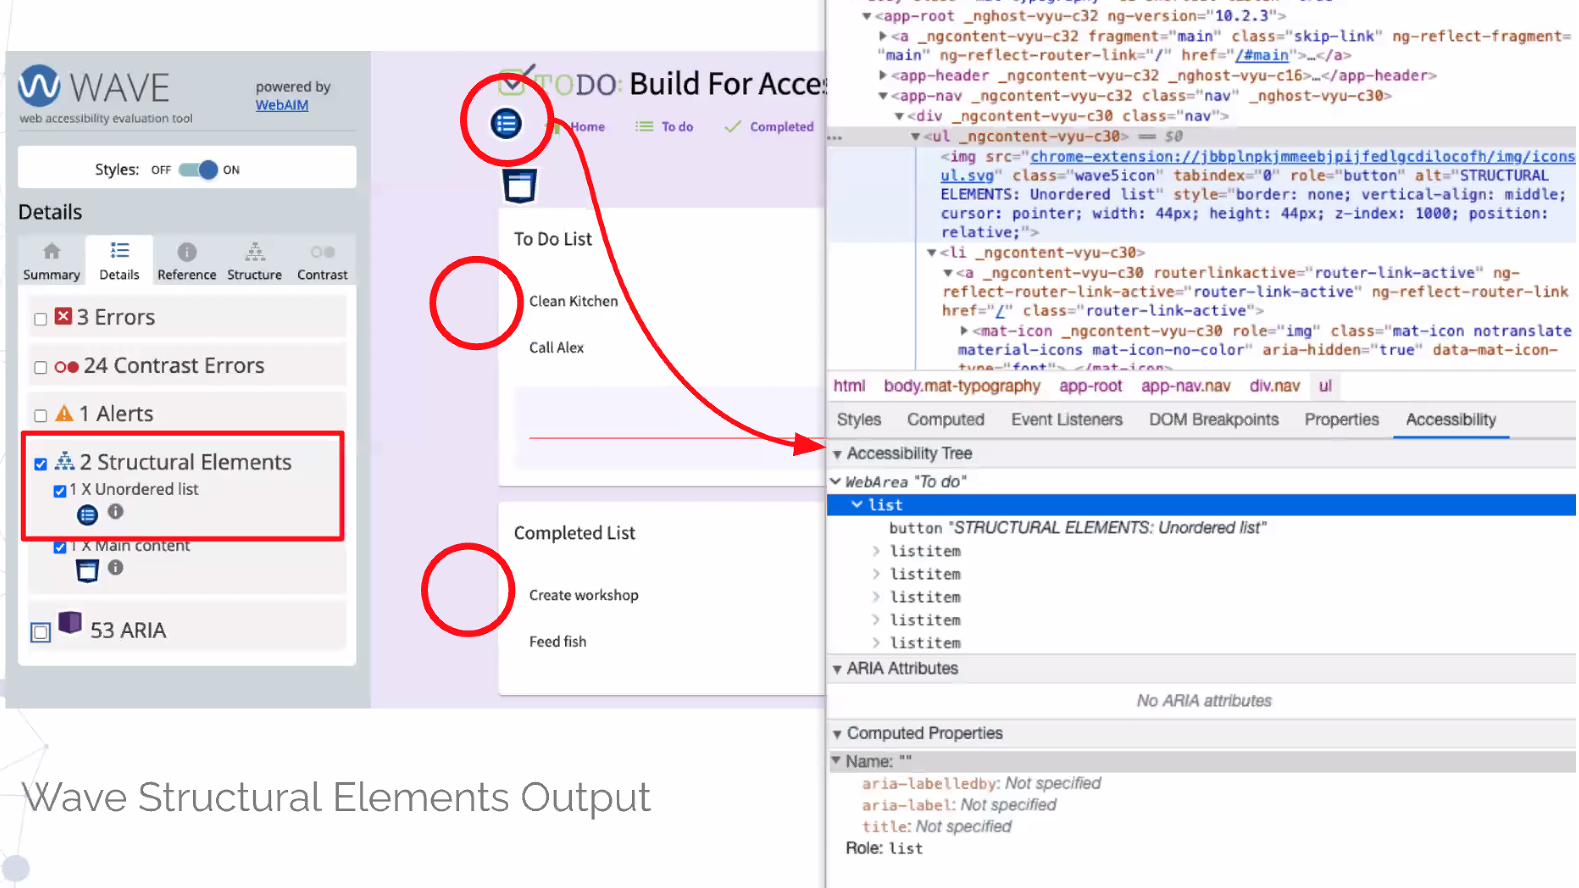 WAVE
web accessibility evaluation tool
powered by
WebAIM
Styles: OFF ON
Details
Summary Details Reference Structure Contrast
3 Errors
24 Contrast Errors
1 Alerts
2 Structural Elements
1 X Unordered list
1 X Main content
53 ARIA
TODO: Build For Acces
Home To do Completed
To Do List
Clean Kitchen
Call Alex
Completed List
Create workshop
Feed fish
Wave Structural Elements Output
<app-root _nghost-vyu-c32 ng-version="10.2.3">
<a _ngcontent-vyu-c32 fragment="main" class="skip-link" ng-reflect-fragment=
"main" ng-reflect-router-link="/" href="/#main">…</a>
<app-header _ngcontent-vyu-c32 _nghost-vyu-c16>…</app-header>
<app-nav _ngcontent-vyu-c32 class="nav" _nghost-vyu-c30>
<div _ngcontent-vyu-c30 class="nav">
… <ul _ngcontent-vyu-c30> == $0
<img src="chrome-extension://jbbplnpkjmmeebjpijfedlgcdilocofh/img/icons
ul.svg" class="wave5icon" tabindex="0" role="button" alt="STRUCTURAL
ELEMENTS: Unordered list" style="border: none; vertical-align: middle;
cursor: pointer; width: 44px; height: 44px; z-index: 1000; position:
relative;">
<li _ngcontent-vyu-c30>
<a _ngcontent-vyu-c30 routerlinkactive="router-link-active" ng-
reflect-router-link-active="router-link-active" ng-reflect-router-link
href="/" class="router-link-active">
<mat-icon _ngcontent-vyu-c30 role="img" class="mat-icon notranslate
material-icons mat-icon-no-color" aria-hidden="true" data-mat-icon-
type="font">…</mat-icon>
html body.mat-typography app-root app-nav.nav div.nav ul
Styles Computed Event Listeners DOM Breakpoints Properties Accessibility
Accessibility Tree
WebArea "To do"
list
button "STRUCTURAL ELEMENTS: Unordered list"
listitem
listitem
listitem
listitem
listitem
ARIA Attributes
No ARIA attributes
Computed Properties
Name: ""
aria-labelledby: Not specified
aria-label: Not specified
title: Not specified
Role: list